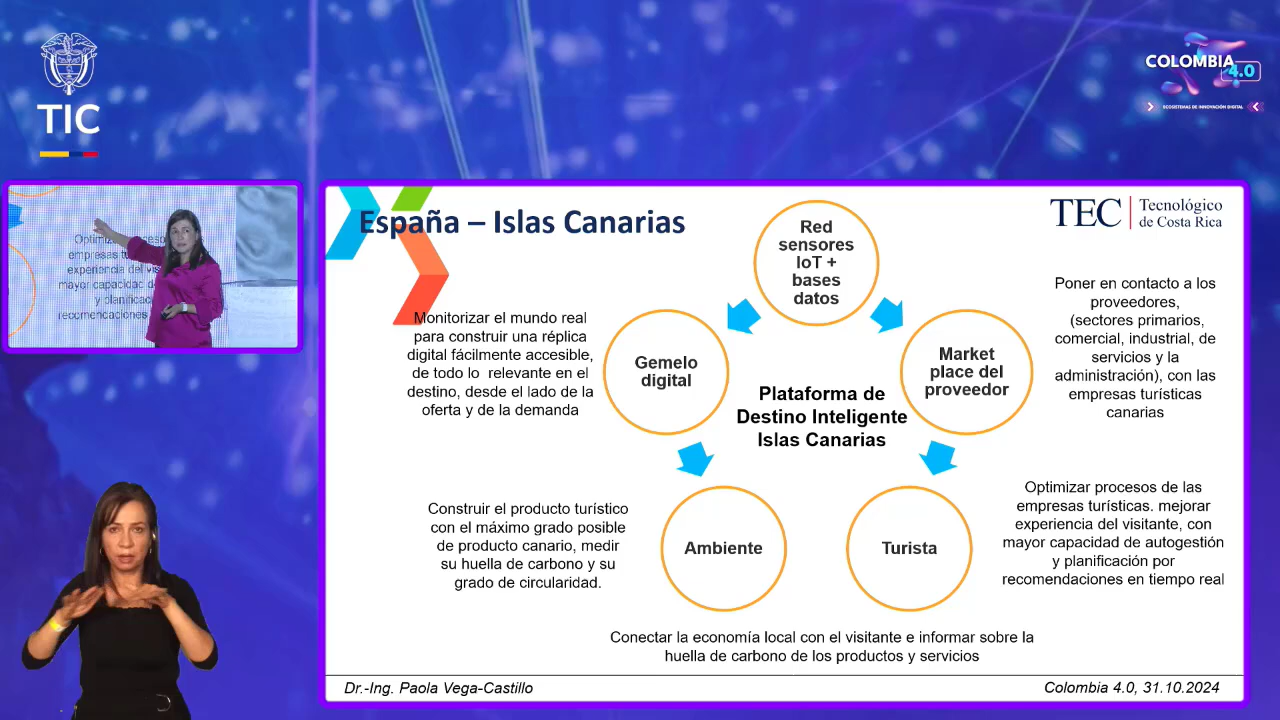 TIC
COLOMBIA
4.0
ECOSISTEMAS DE INNOVACIÓN DIGITAL
España – Islas Canarias
TEC
Tecnológico
de Costa Rica
Red
sensores
IoT +
bases
datos
Monitorizar el mundo real
para construir una réplica
digital fácilmente accesible,
de todo lo relevante en el
destino, desde el lado de la
oferta y de la demanda
Gemelo
digital
Market
place del
proveedor
Poner en contacto a los
proveedores,
(sectores primarios,
comercial, industrial, de
servicios y la
administración), con las
empresas turísticas
canarias
Plataforma de
Destino Inteligente
Islas Canarias
Construir el producto turístico
con el máximo grado posible
de producto canario, medir
su huella de carbono y su
grado de circularidad.
Ambiente
Turista
Optimizar procesos de las
empresas turísticas. mejorar
experiencia del visitante, con
mayor capacidad de autogestión
y planificación por
recomendaciones en tiempo real
Conectar la economía local con el visitante e informar sobre la
huella de carbono de los productos y servicios
Dr.-Ing. Paola Vega-Castillo
Colombia 4.0, 31.10.2024